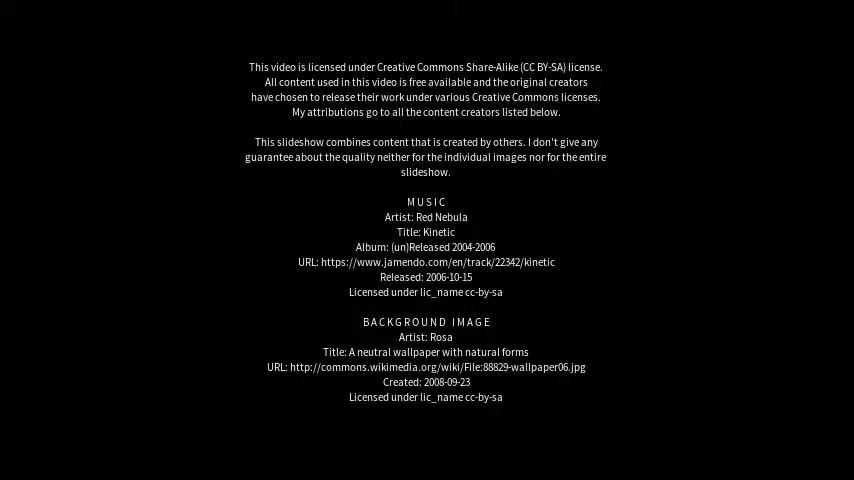 This video is licensed under Creative Commons Share-Alike (CC BY-SA) license.
All content used in this video is free available and the original creators
have chosen to release their work under various Creative Commons licenses.
My attributions go to all the content creators listed below.
This slideshow combines content that is created by others. I don't give any
guarantee about the quality neither for the individual images nor for the entire
slideshow.
MUSIC
Artist: Red Nebula
Title: Kinetic
Album: (un)Released 2004-2006
URL: https://www.jamendo.com/en/track/22342/kinetic
Released: 2006-10-15
Licensed under lic_name cc-by-sa
BACKGROUND IMAGE
Artist: Rosa
Title: A neutral wallpaper with natural forms
URL: http://commons.wikimedia.org/wiki/File:88829-wallpaper06.jpg
Created: 2008-09-23
Licensed under lic_name cc-by-sa